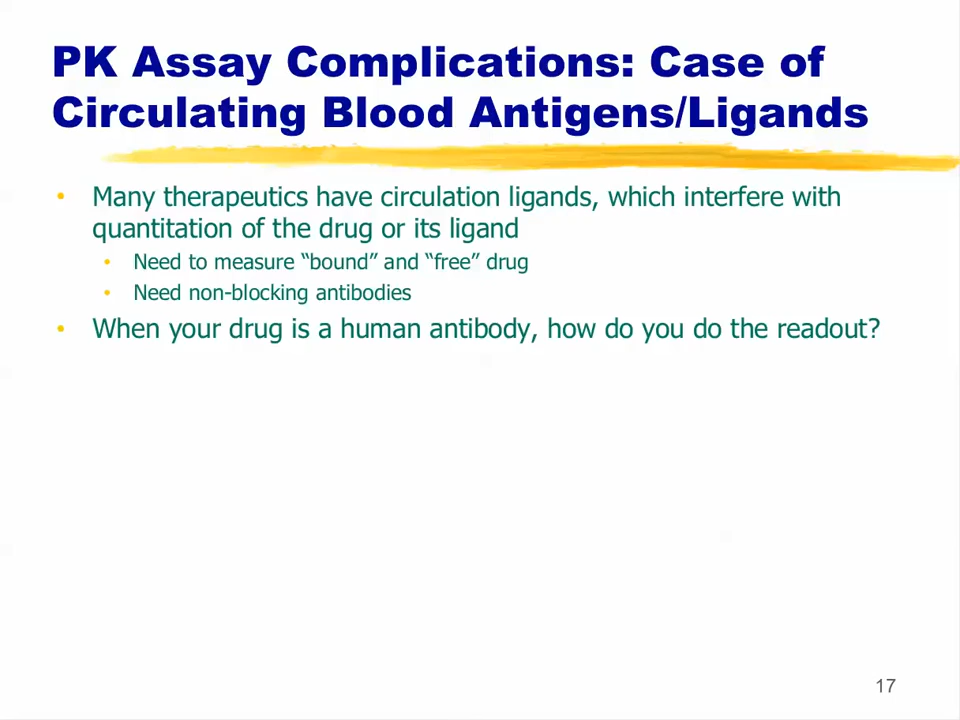 PK Assay Complications: Case of
Circulating Blood Antigens/Ligands
• Many therapeutics have circulation ligands, which interfere with
quantitation of the drug or its ligand
• Need to measure “bound” and “free” drug
• Need non-blocking antibodies
• When your drug is a human antibody, how do you do the readout?
17